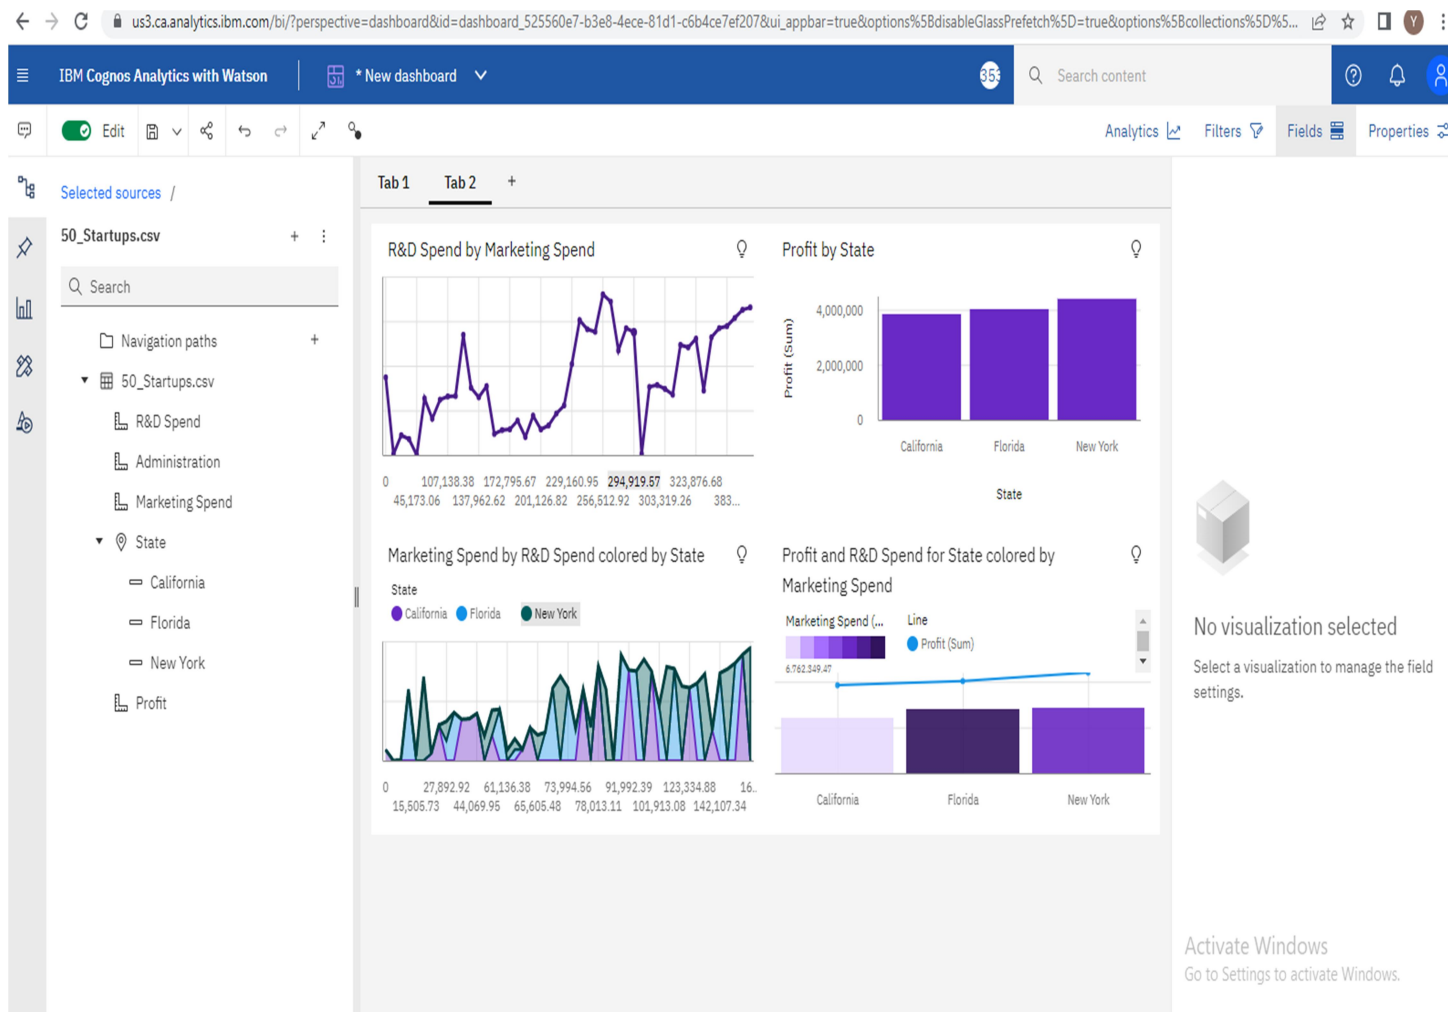 us3.ca.analytics.ibm.com/bi/?perspective=dashboard&id=dashboard_525560e7-b3e8-4ece-81d1-c6b4ce7ef207&ui_appbar=true&options%5BdisableGlassPrefetch%5D=true&options%5Bcollections%5D%5... Y
IBM Cognos Analytics with Watson * New dashboard 353 Search content
Edit Analytics Filters Fields Properties
Selected sources /
50_Startups.csv
Search
Navigation paths
50_Startups.csv
R&D Spend
Administration
Marketing Spend
State
California
Florida
New York
Profit
Tab 1 Tab 2 +
R&D Spend by Marketing Spend
0 107,138.38 172,795.67 229,160.95 294,919.57 323,876.68
45,173.06 137,962.62 201,126.82 256,512.92 303,319.26 383...
Profit by State
Profit (Sum)
4,000,000
2,000,000
0
California Florida New York
State
Marketing Spend by R&D Spend colored by State
State
California Florida New York
0 27,892.92 61,136.38 73,994.56 91,992.39 123,334.88 16..
15,505.73 44,069.95 65,605.48 78,013.11 101,913.08 142,107.34
Profit and R&D Spend for State colored by
Marketing Spend
Marketing Spend (... Line
Profit (Sum)
6,762,349.47
California Florida New York
No visualization selected
Select a visualization to manage the field
settings.
Activate Windows
Go to Settings to activate Windows.